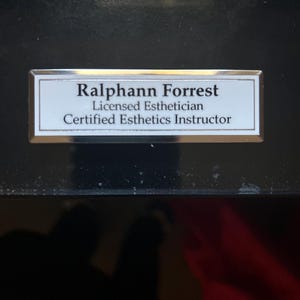 Ralphann Forrest
Licensed Esthetician
Certified Esthetics Instructor